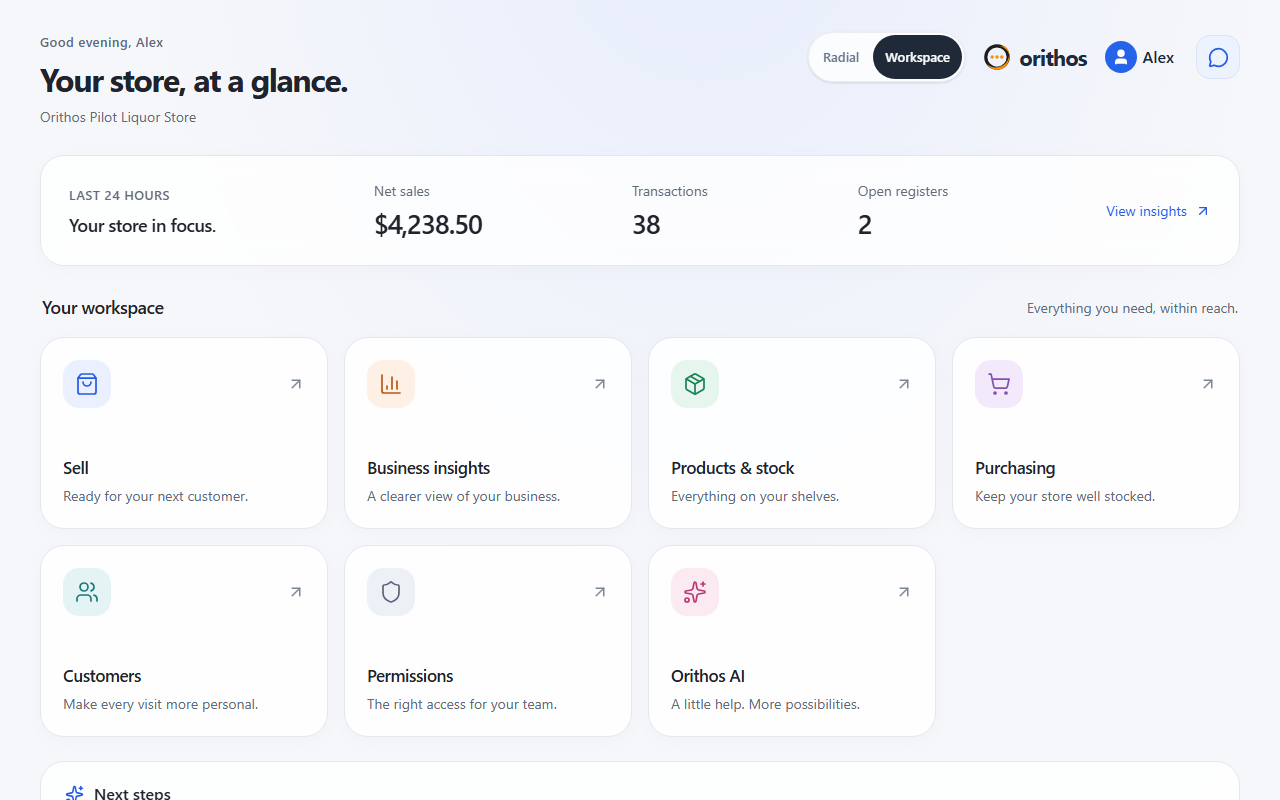 Good evening, Alex
Your store, at a glance.
Orithos Pilot Liquor Store
Radial
Workspace
orithos
Alex
LAST 24 HOURS
Your store in focus.
Net sales
$4,238.50
Transactions
38
Open registers
2
View insights
Your workspace
Everything you need, within reach.
Sell
Ready for your next customer.
Business insights
A clearer view of your business.
Products & stock
Everything on your shelves.
Purchasing
Keep your store well stocked.
Customers
Make every visit more personal.
Permissions
The right access for your team.
Orithos AI
A little help. More possibilities.
Next steps